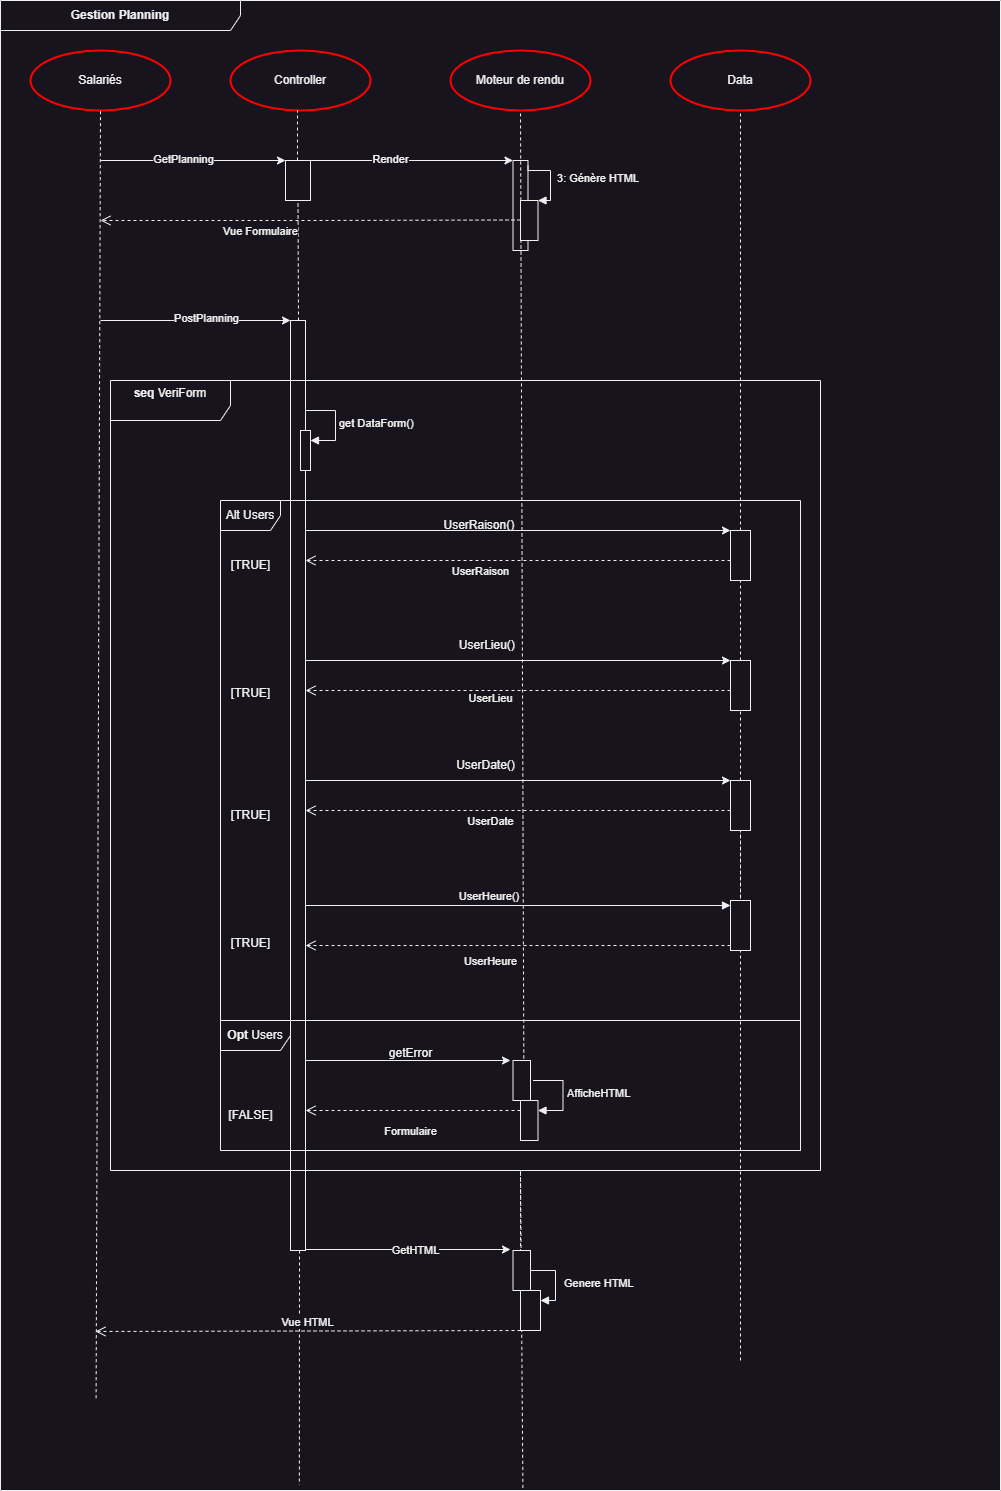 Gestion Planning
Salariés
Controller
Moteur de rendu
Data
GetPlanning
Render
3: Génère HTML
Vue Formulaire
PostPlanning
seq VeriForm
get DataForm()
Alt Users
UserRaison()
[TRUE]
UserRaison
UserLieu()
[TRUE]
UserLieu
UserDate()
[TRUE]
UserDate
UserHeure()
[TRUE]
UserHeure
Opt Users
getError
AfficheHTML
[FALSE]
Formulaire
GetHTML
Genere HTML
Vue HTML